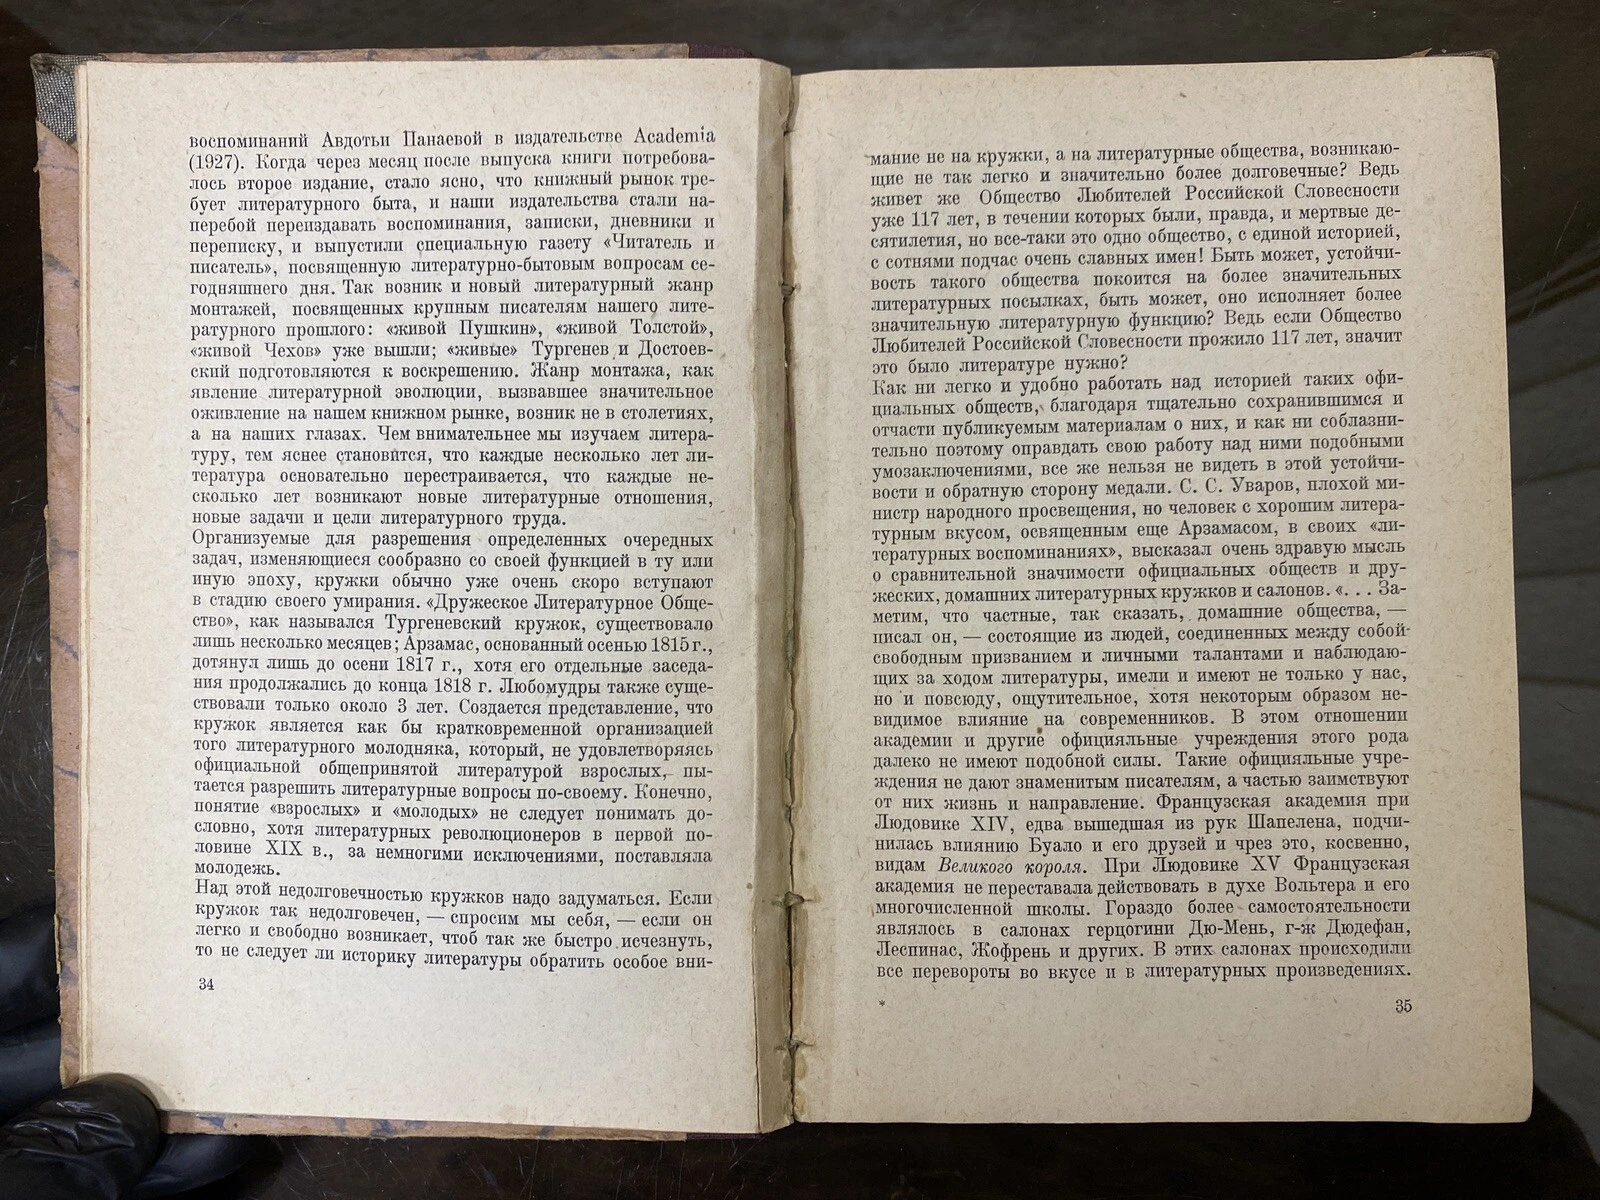 воспоминаний Авдотьи Панаевой в издательстве Academia
(1927). Когда через месяц после выпуска книги потребова-
лось второе издание, стало ясно, что книжный рынок тре-
бует литературного быта, и наши издательства стали на-
перебой переиздавать воспоминания, записки, дневники и
переписку, и выпустили специальную газету «Читатель и
писатель», посвященную литературно-бытовым вопросам се-
годняшнего дня. Так возник и новый литературный жанр
монтажей, посвященных крупным писателям нашего лите-
ратурного прошлого: «живой Пушкин», «живой Толстой»,
«живой Чехов» уже вышли; «живые» Тургенев и Достоев-
ский подготовляются к воскрешению. Жанр монтажа, как
явление литературной эволюции, вызвавшее значительное
оживление на нашем книжном рынке, возник не в столетиях,
а на наших глазах. Чем внимательнее мы изучаем литера-
туру, тем яснее становится, что каждые несколько лет ли-
тература основательно перестраивается, что каждые не-
сколько лет возникают новые литературные отношения,
новые задачи и цели литературного труда.
Организуемые для разрешения определенных очередных
задач, изменяющиеся сообразно со своей функцией в ту или
иную эпоху, кружки обычно уже очень скоро вступают
в стадию своего умирания. «Дружеское Литературное Обще-
ство», как назывался Тургеневский кружок, существовало
лишь несколько месяцев; Арзамас, основанный осенью 1815 г.,
дотянул лишь до осени 1817 г., хотя его отдельные заседа-
ния продолжались до конца 1818 г. Любомудры также суще-
ствовали только около 3 лет. Создается представление, что
кружок является как бы кратковременной организацией
того литературного молодняка, который, не удовлетворяясь
официальной общепринятой литературой взрослых, пы-
тается разрешить литературные вопросы по-своему. Конечно,
понятие «взрослых» и «молодых» не следует понимать до-
словно, хотя литературных революционеров в первой по-
ловине XIX в., за немногими исключениями, поставляла
молодежь.
Над этой недолговечностью кружков надо задуматься. Если
кружок так недолговечен, — спросим мы себя, — если он
легко и свободно возникает, чтоб так же быстро исчезнуть,
то не следует ли историку литературы обратить особое вни-
34
мание не на кружки, а на литературные общества, возникаю-
щие не так легко и значительно более долговечные? Ведь
живет же Общество Любителей Российской Словесности
уже 117 лет, в течении которых были, правда, и мертвые де-
сятилетия, но все-таки это одно общество, с единой историей,
с сотнями подчас очень славных имен! Быть может, устойчи-
вость такого общества покоится на более значительных
литературных посылках, быть может, оно исполняет более
значительную литературную функцию? Ведь если Общество
Любителей Российской Словесности прожило 117 лет, значит
это было литературе нужно?
Как ни легко и удобно работать над историей таких офи-
циальных обществ, благодаря тщательно сохранившимся и
отчасти публикуемым материалам о них, и как ни соблазни-
тельно поэтому оправдать свою работу над ними подобными
умозаключениями, все же нельзя не видеть в этой устойчи-
вости и обратную сторону медали. С. С. Уваров, плохой ми-
нистр народного просвещения, но человек с хорошим литера-
турным вкусом, освященным еще Арзамасом, в своих «ли-
тературных воспоминаниях», высказал очень здравую мысль
о сравнительной значимости официальных обществ и дру-
жеских, домашних литературных кружков и салонов. «. . . За-
метим, что частные, так сказать, домашние общества, —
писал он, — состоящие из людей, соединенных между собой
свободным призванием и личными талантами и наблюдаю-
щих за ходом литературы, имели и имеют не только у нас,
но и повсюду, ощутительное, хотя некоторым образом не-
видимое влияние на современников. В этом отношении
академии и другие официяльные учреждения этого рода
далеко не имеют подобной силы. Такие официяльные учре-
ждения не дают знаменитым писателям, а частью заимствуют
от них жизнь и направление. Французская академия при
Людовике XIV, едва вышедшая из рук Шапелена, подчи-
нилась влиянию Буало и его друзей и чрез это, косвенно,
видам Великого короля. При Людовике XV Французская
академия не переставала действовать в духе Вольтера и его
многочисленной школы. Гораздо более самостоятельности
являлось в салонах герцогини Дю-Мень, г-ж Дюдефан,
Леспинас, Жофрень и других. В этих салонах происходили
все перевороты во вкусе и в литературных произведениях.
*
35